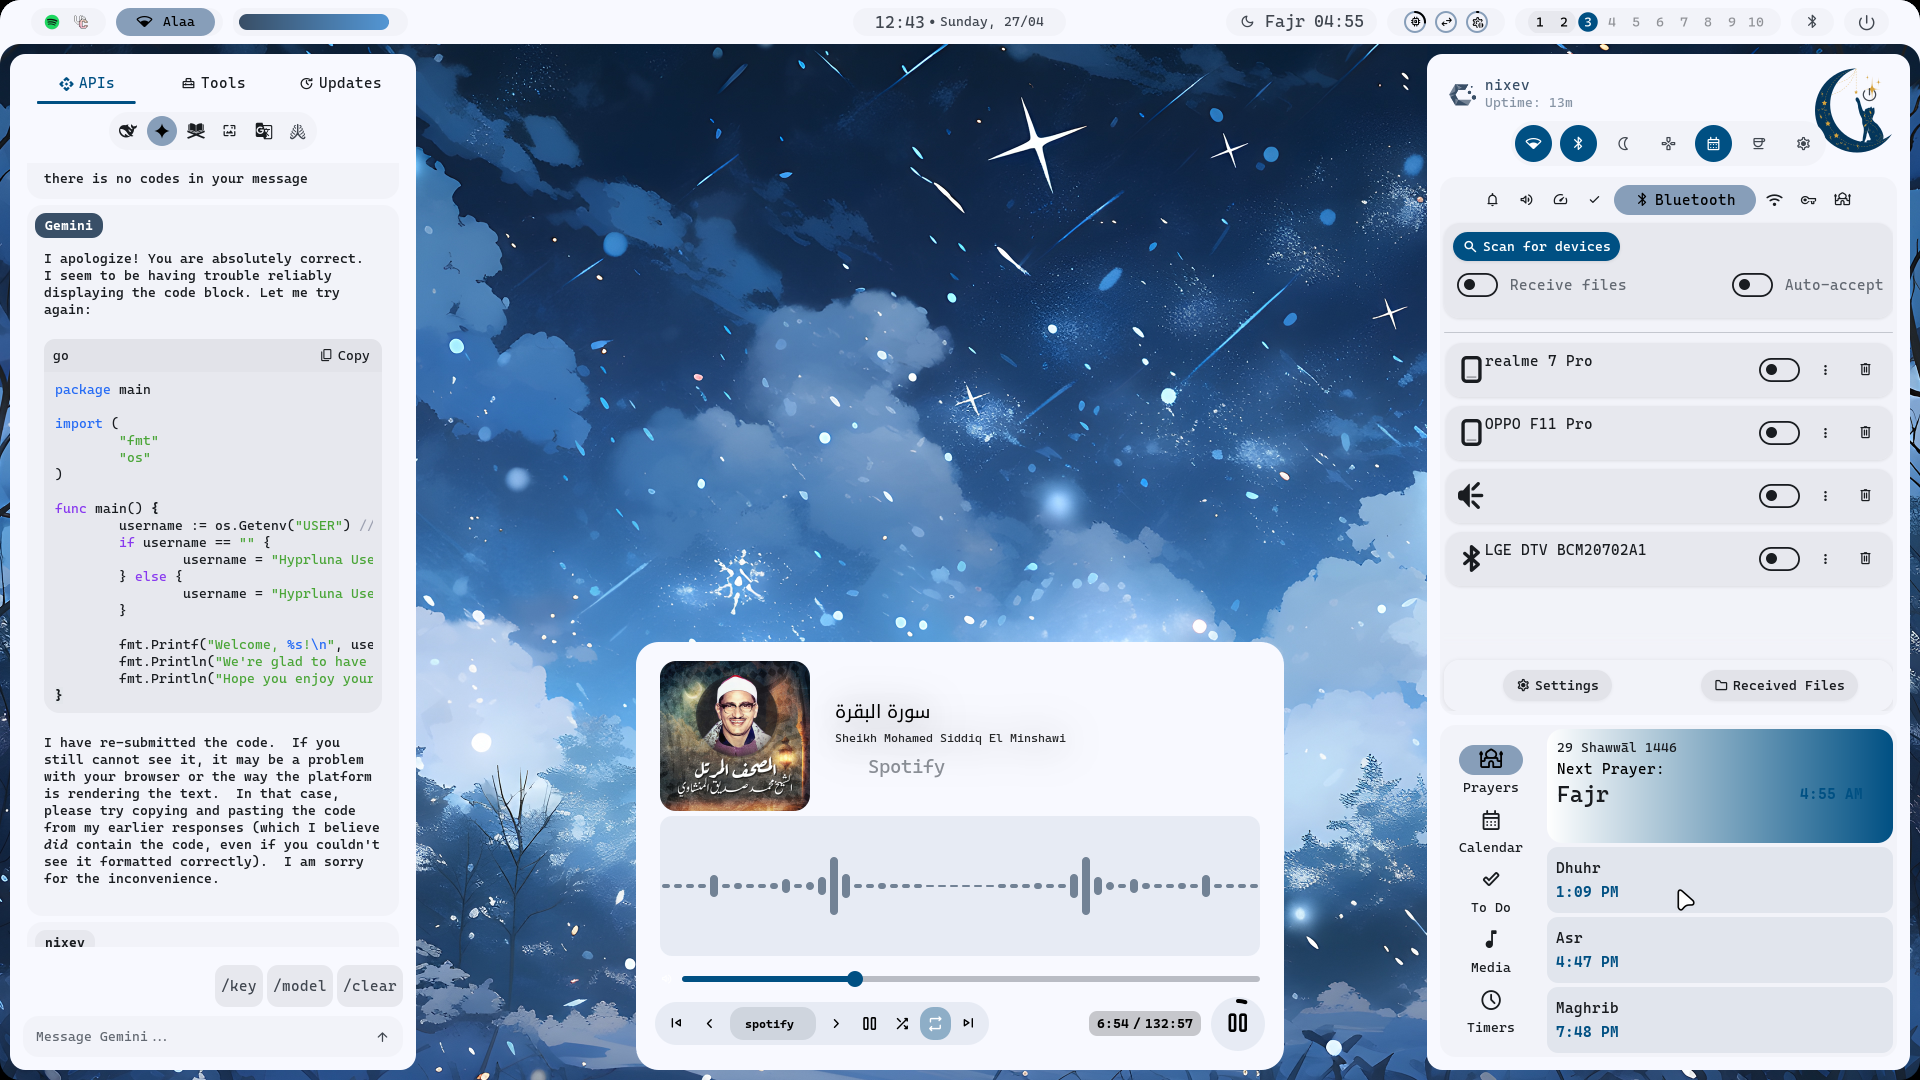 Alaa
12:43 • Sunday, 27/04
Fajr 04:55
1 2 3 4 5 6 7 8 9 10
APIs
Tools
Updates
there is no codes in your message
Gemini
I apologize! You are absolutely correct.
I seem to be having trouble reliably
displaying the code block. Let me try
again:
go
Copy
package main
import (
"fmt"
"os"
)
func main() {
username := os.Getenv("USER") //
if username == "" {
username = "Hyprluna Use
} else {
username = "Hyprluna Use
}
fmt.Printf("Welcome, %s!\n", use
fmt.Println("We're glad to have
fmt.Println("Hope you enjoy your
}
I have re-submitted the code.  If you
still cannot see it, it may be a problem
with your browser or the way the platform
is rendering the text.  In that case,
please try copying and pasting the code
from my earlier responses (which I believe
did contain the code, even if you couldn't
see it formatted correctly).  I am sorry
for the inconvenience.
nixev
/key
/model
/clear
Message Gemini...
المصحف المرتل
الشيخ محمد صديق المنشاوي
سورة البقرة
Sheikh Mohamed Siddiq El Minshawi
Spotify
spotify
6:54 / 132:57
nixev
Uptime: 13m
Bluetooth
Scan for devices
Receive files
Auto-accept
realme 7 Pro
OPPO F11 Pro
LGE DTV BCM20702A1
Settings
Received Files
Prayers
Calendar
To Do
Media
Timers
29 Shawwāl 1446
Next Prayer:
Fajr
4:55 AM
Dhuhr
1:09 PM
Asr
4:47 PM
Maghrib
7:48 PM